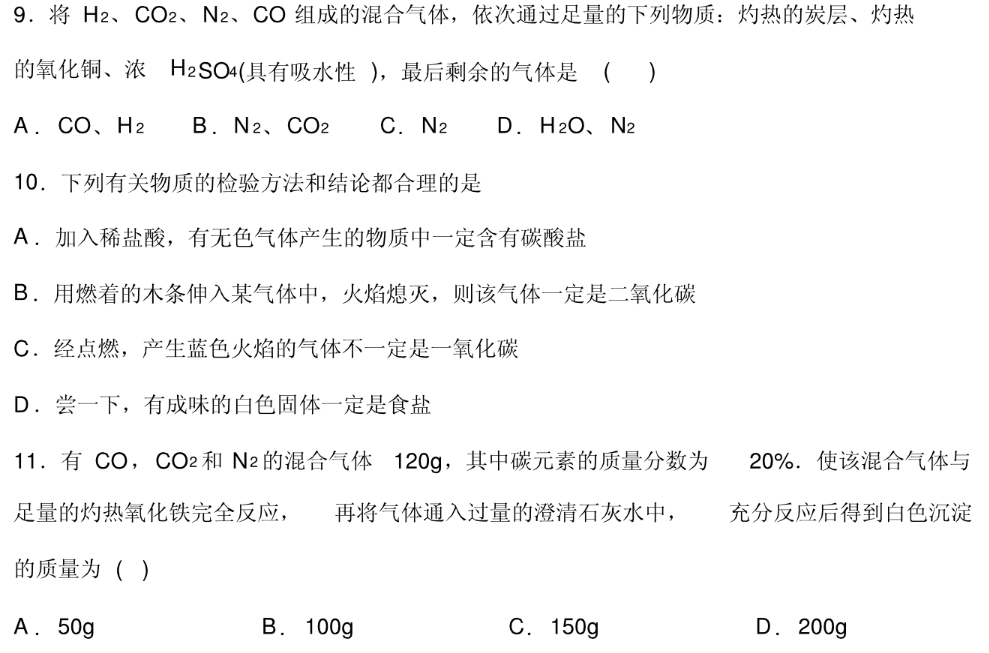 9．将 H2、CO2、N2、CO 组成的混合气体，依次通过足量的下列物质：灼热的炭层、灼热
的氧化铜、浓 H2SO4(具有吸水性 )，最后剩余的气体是 ( )
A．CO、H2 B．N2、CO2 C．N2 D．H2O、N2
10．下列有关物质的检验方法和结论都合理的是
A．加入稀盐酸，有无色气体产生的物质中一定含有碳酸盐
B．用燃着的木条伸入某气体中，火焰熄灭，则该气体一定是二氧化碳
C．经点燃，产生蓝色火焰的气体不一定是一氧化碳
D．尝一下，有咸味的白色固体一定是食盐
11．有 CO，CO2和 N2的混合气体 120g，其中碳元素的质量分数为 20%．使该混合气体与
足量的灼热氧化铁完全反应， 再将气体通入过量的澄清石灰水中， 充分反应后得到白色沉淀
的质量为 ( )
A．50g B．100g C．150g D．200g